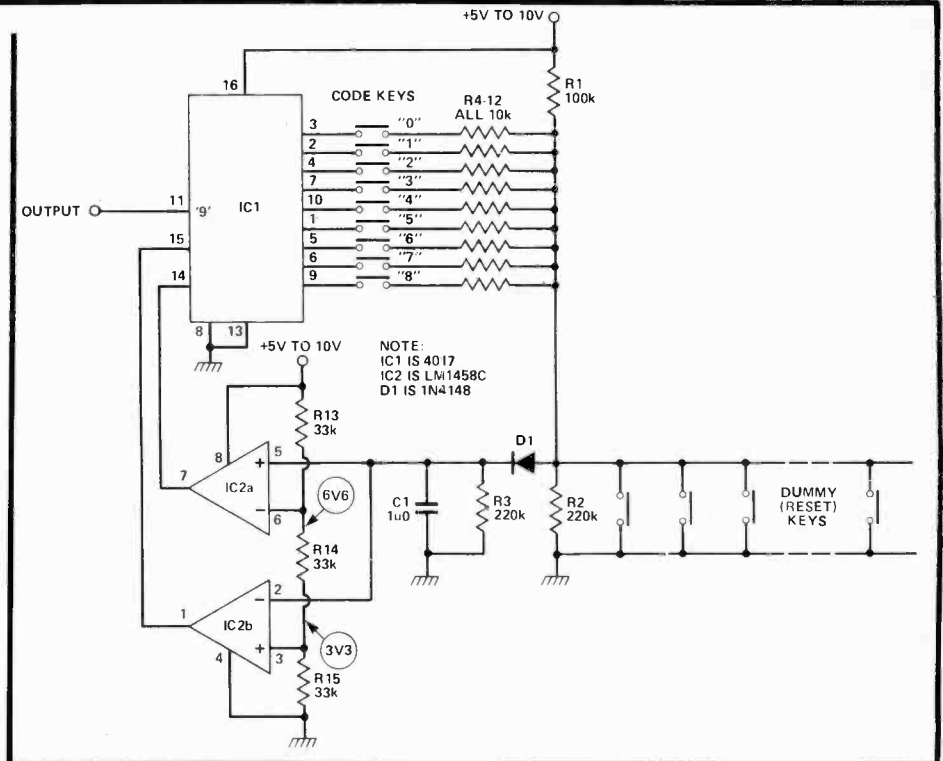 +5V TO 10V
R1
100k
16
CODE KEYS
R4-12
ALL 10k
3
"0"
2
"1"
4
"2"
7
"3"
10
"4"
1
"5"
5
"6"
6
"7"
9
"8"
OUTPUT
11
'9'
IC1
15
14
8
13
+5V TO 10V
NOTE:
IC1 IS 4017
IC2 IS LM1458C
D1 IS 1N4148
R13
33k
8
7
IC2a
+
5
−
6
6V6
D1
C1
1u0
R3
220k
R2
220k
DUMMY
(RESET)
KEYS
R14
33k
1
IC2b
−
2
+
3
4
3V3
R15
33k